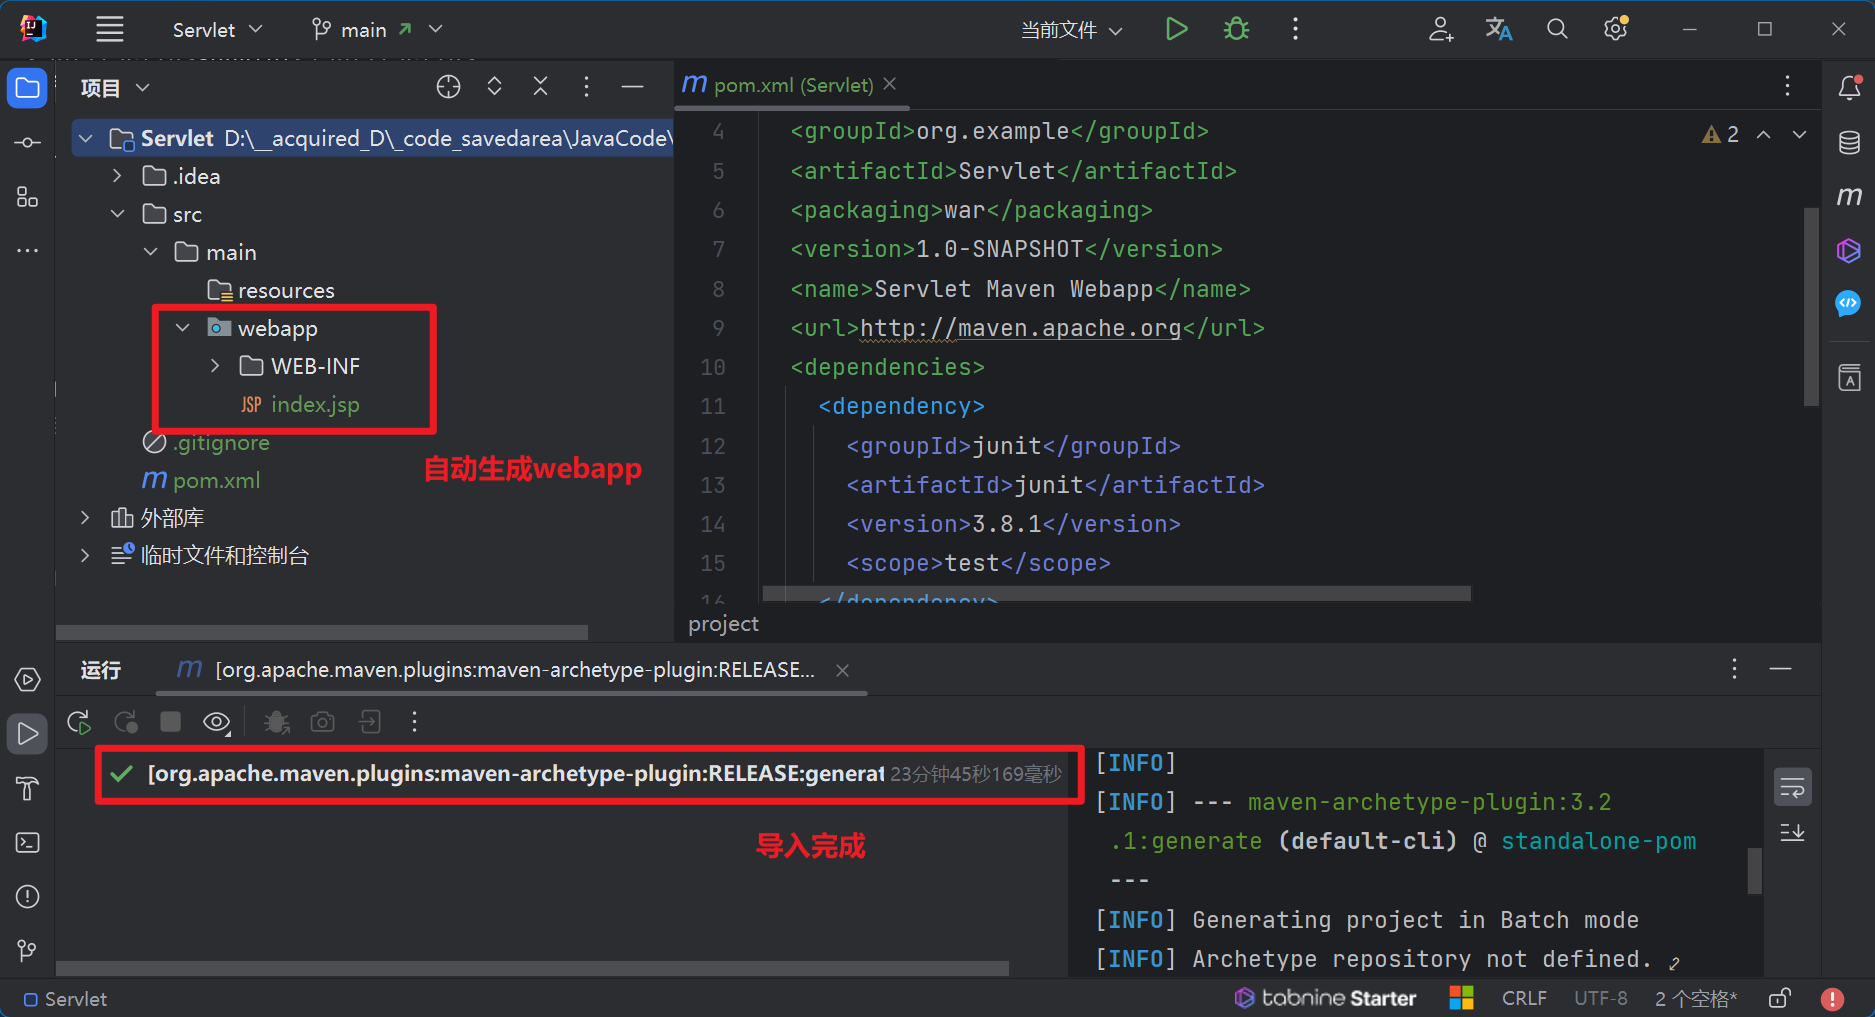 Servlet
main
当前文件
项目
Servlet D:\__acquired_D\_code_savedarea\JavaCode\
.idea
src
main
resources
webapp
WEB-INF
JSP index.jsp
.gitignore
m pom.xml
外部库
临时文件和控制台
自动生成webapp
m pom.xml (Servlet)
2
4 <groupId>org.example</groupId>
5 <artifactId>Servlet</artifactId>
6 <packaging>war</packaging>
7 <version>1.0-SNAPSHOT</version>
8 <name>Servlet Maven Webapp</name>
9 <url>http://maven.apache.org</url>
10 <dependencies>
11 <dependency>
12 <groupId>junit</groupId>
13 <artifactId>junit</artifactId>
14 <version>3.8.1</version>
15 <scope>test</scope>
16 </dependency>
project
运行
m [org.apache.maven.plugins:maven-archetype-plugin:RELEASE...
[org.apache.maven.plugins:maven-archetype-plugin:RELEASE:generat 23分钟45秒169毫秒
导入完成
[INFO]
[INFO] --- maven-archetype-plugin:3.2
.1:generate (default-cli) @ standalone-pom
---
[INFO] Generating project in Batch mode
[INFO] Archetype repository not defined.
Servlet
tabnine Starter
CRLF
UTF-8
2 个空格*